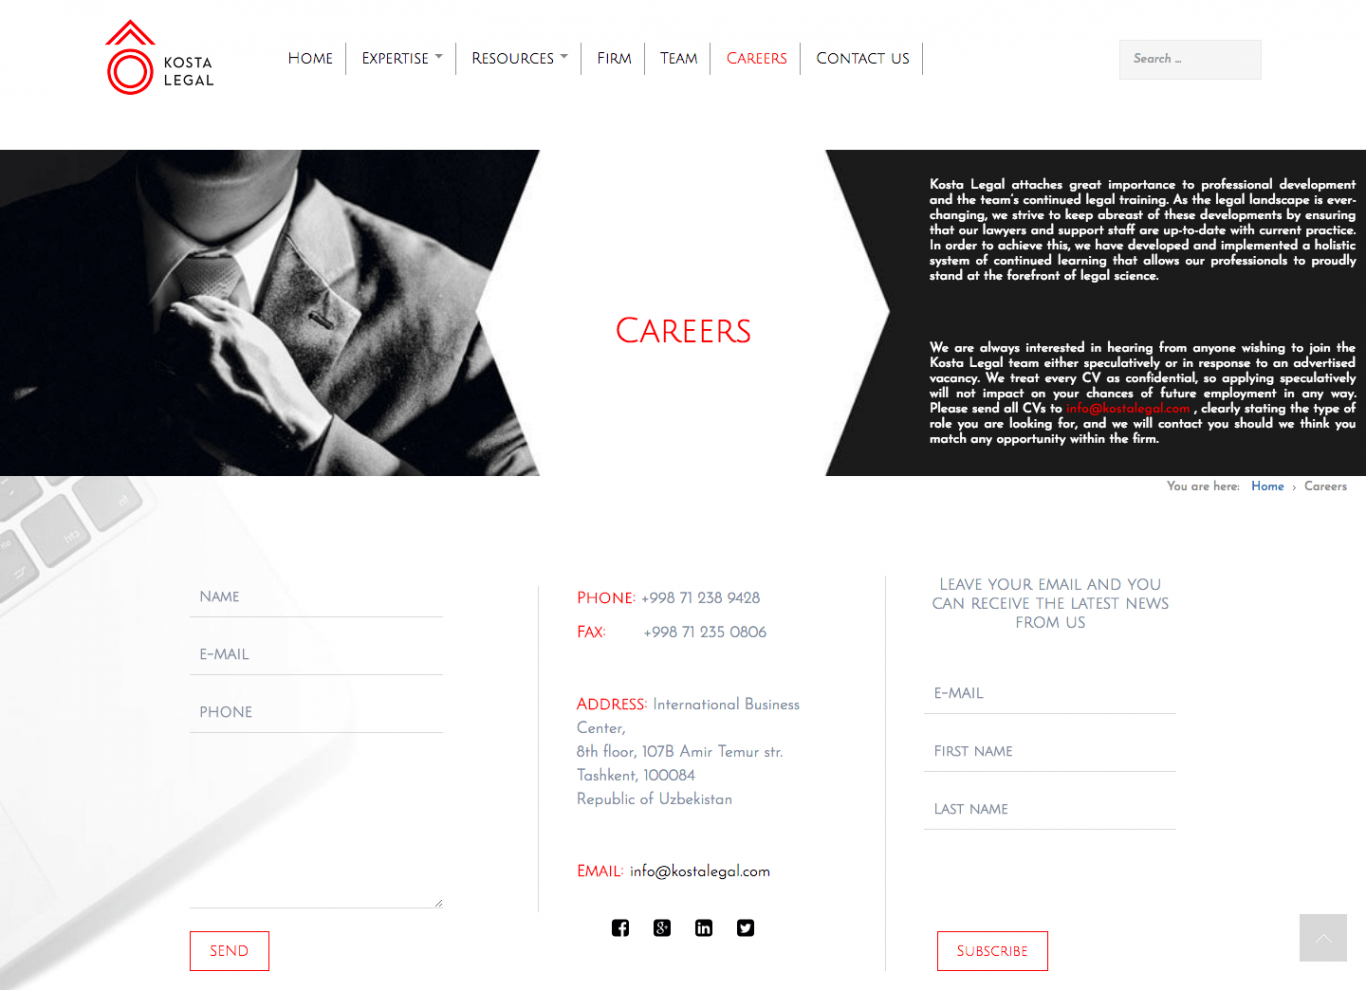 KOSTA
LEGAL
Home
Expertise
Resources
Firm
Team
Careers
Contact us
Search ...
Careers
Kosta Legal attaches great importance to professional development
and the team's continued legal training. As the legal landscape is ever-
changing, we strive to keep abreast of these developments by ensuring
that our lawyers and support staff are up-to-date with current practice.
In order to achieve this, we have developed and implemented a holistic
system of continued learning that allows our professionals to proudly
stand at the forefront of legal science.
We are always interested in hearing from anyone wishing to join the
Kosta Legal team either speculatively or in response to an advertised
vacancy. We treat every CV as confidential, so applying speculatively
will not impact on your chances of future employment in any way.
Please send all CVs to info@kostalegal.com , clearly stating the type of
role you are looking for, and we will contact you should we think you
match any opportunity within the firm.
You are here: Home › Careers
Name
E-mail
Phone
Send
Phone: +998 71 238 9428
Fax: +998 71 235 0806
Address: International Business
Center,
8th floor, 107B Amir Temur str.
Tashkent, 100084
Republic of Uzbekistan
Email: info@kostalegal.com
Leave your email and you
can receive the latest news
from us
E-mail
First name
Last name
Subscribe